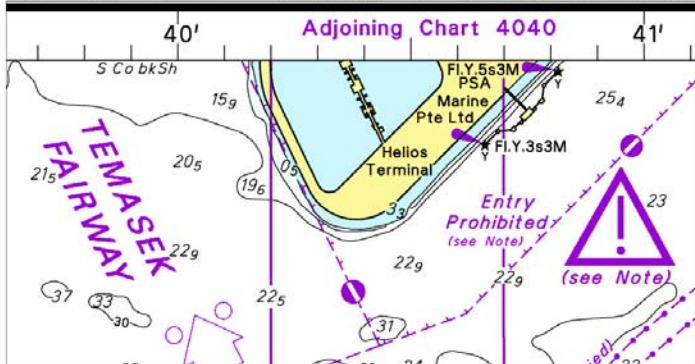 40'
Adjoining Chart 4040
41'
S Co bk Sh
Fl.Y.5s3M
PSA
Marine
Pte Ltd
Y
15₉
25₄
TEMASEK
FAIRWAY
Helios
Terminal
Fl.Y.3s3M
Y
20₅
0₅
21₅
19₆
Entry
Prohibited
(see Note)
3₃
23
!
(see Note)
22₉
22₉
22₉
37
33
30
22₅
31